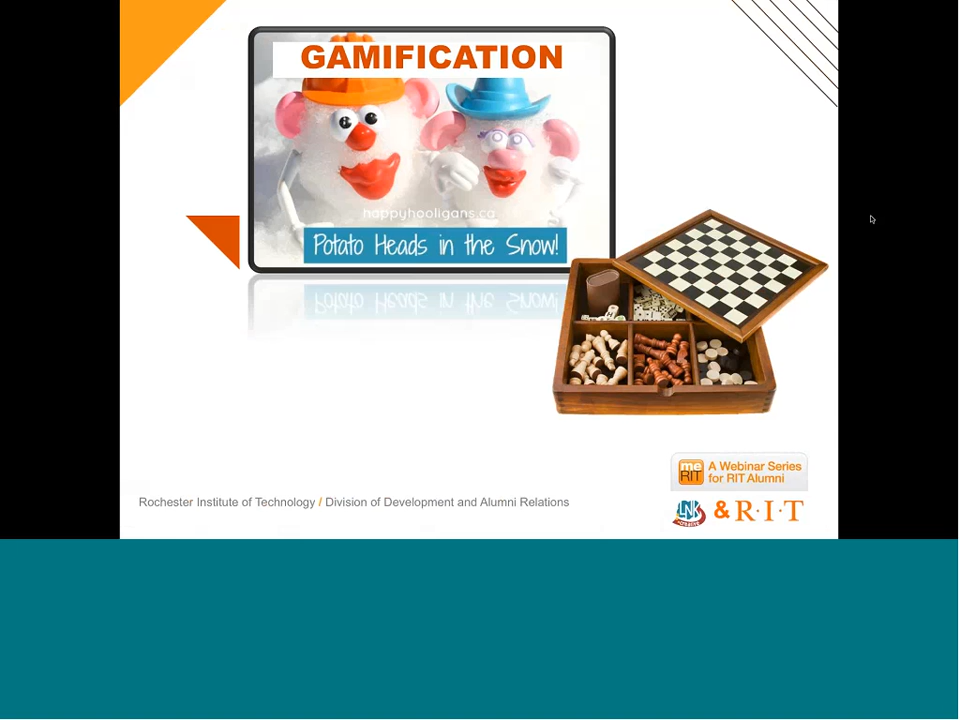 GAMIFICATION
happyhooligans.ca
Potato Heads in the Snow!
me
RIT
A Webinar Series
for RIT Alumni
Rochester Institute of Technology / Division of Development and Alumni Relations
LNK
& R·I·T